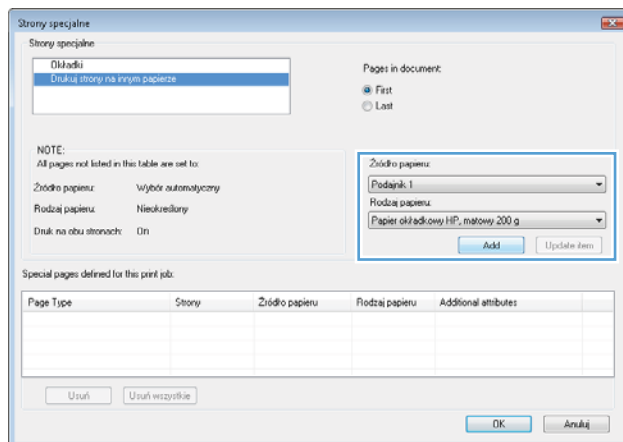 Strony specjalne
Strony specjalne
Okładki
Drukuj strony na innym papierze
Pages in document:
First
Last
NOTE:
All pages not listed in this table are set to:
Źródło papieru: Wybór automatyczny
Rodzaj papieru: Nieokreślony
Druk na obu stronach: On
Źródło papieru:
Podajnik 1
Rodzaj papieru:
Papier okładkowy HP, matowy 200 g
Add Update item
Special pages defined for this print job:
Page Type Strony Źródło papieru Rodzaj papieru Additional attributes
Usuń Usuń wszystkie
OK Anuluj